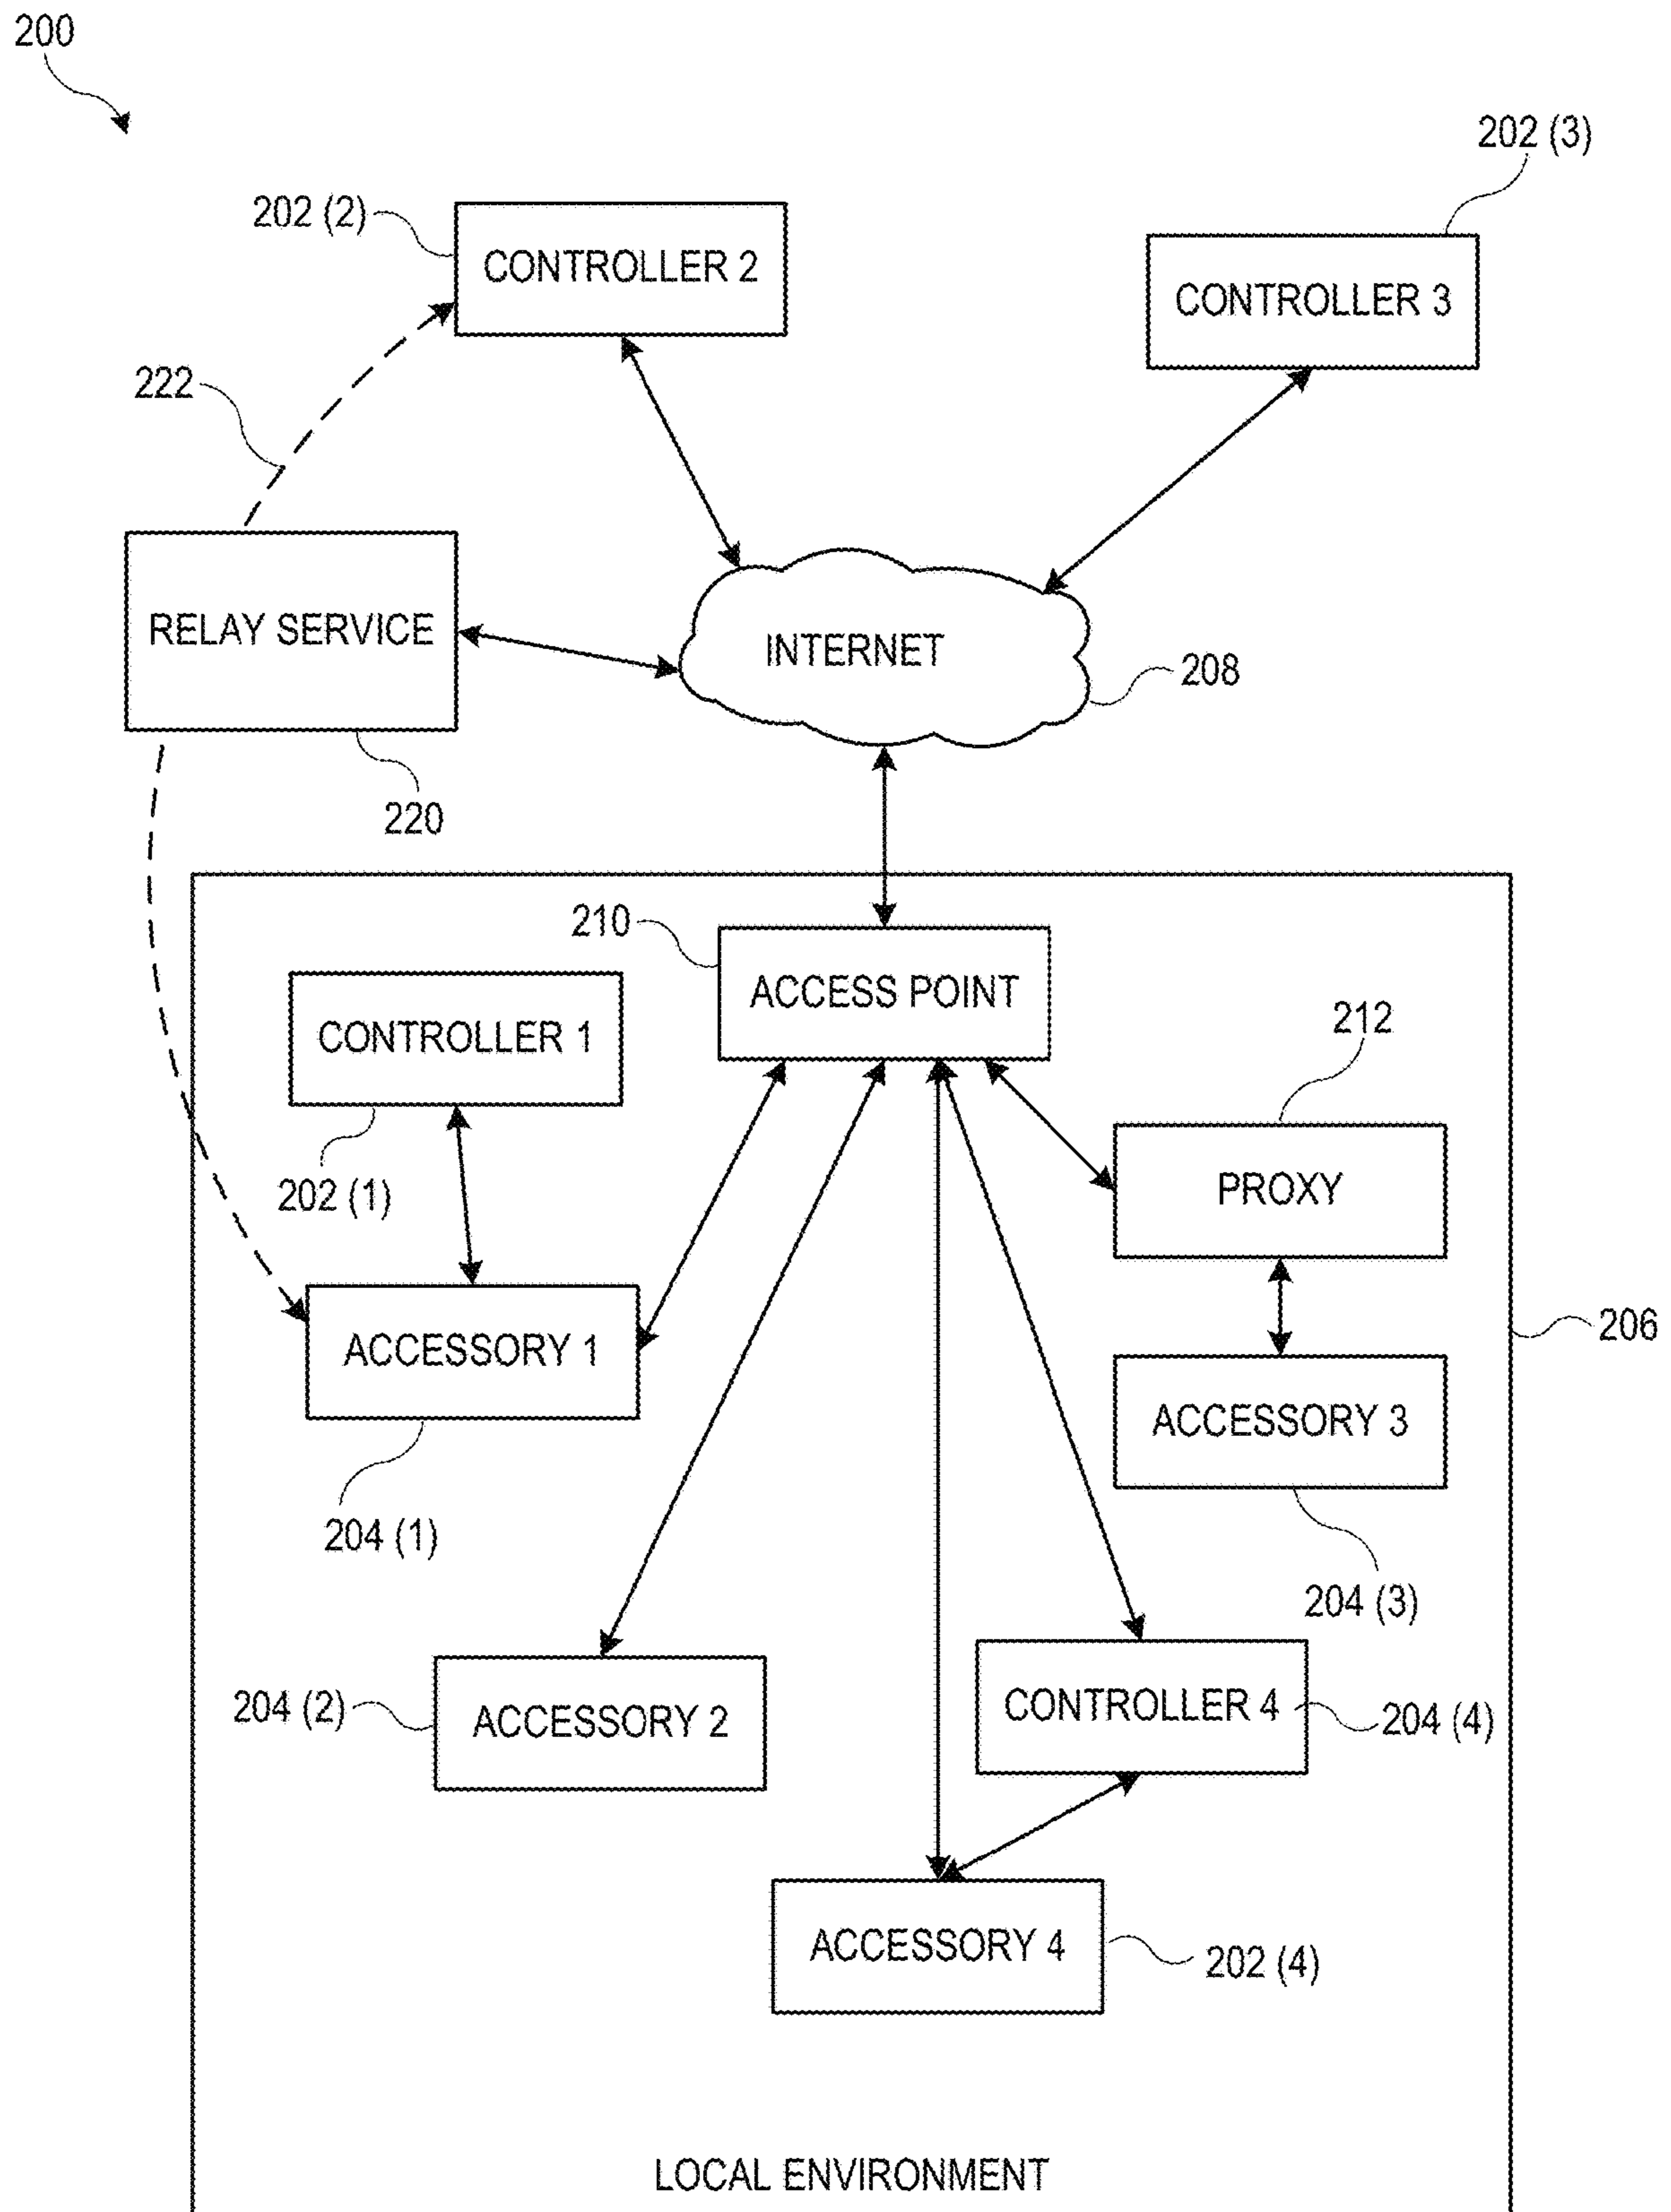 200
202 (3)
202 (2)
CONTROLLER 2
CONTROLLER 3
222
RELAY SERVICE
INTERNET
208
220
210
ACCESS POINT
CONTROLLER 1
212
202 (1)
PROXY
206
ACCESSORY 1
ACCESSORY 3
204 (1)
204 (3)
204 (2)
ACCESSORY 2
CONTROLLER 4
204 (4)
ACCESSORY 4
202 (4)
LOCAL ENVIRONMENT